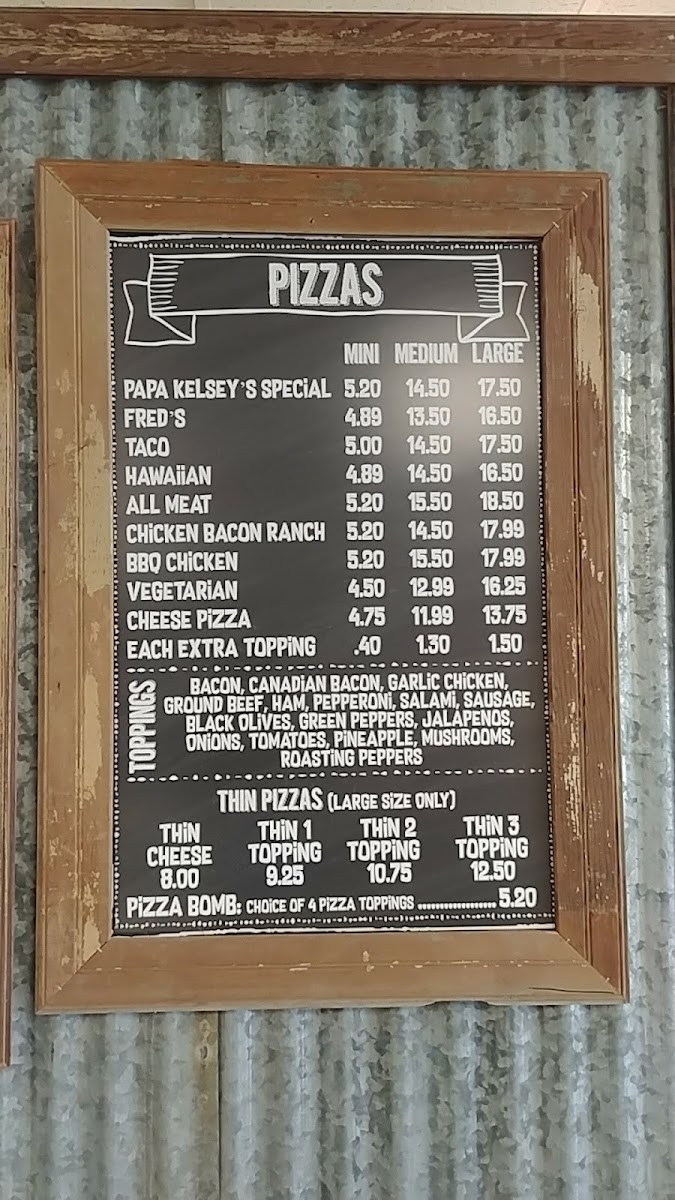 PIZZAS
MINI MEDIUM LARGE
PAPA KELSEY'S SPECiAL 5.20 14.50 17.50
FRED'S 4.89 13.50 16.50
TACO 5.00 14.50 17.50
HAWAiiAN 4.89 14.50 16.50
ALL MEAT 5.20 15.50 18.50
CHiCKEN BACON RANCH 5.20 14.50 17.99
BBQ CHiCKEN 5.20 15.50 17.99
VEGETARiAN 4.50 12.99 16.25
CHEESE PiZZA 4.75 11.99 13.75
EACH EXTRA TOPPiNG .40 1.30 1.50
TOPPINGS
BACON, CANADiAN BACON, GARLiC CHiCKEN,
GROUND BEEF, HAM, PEPPERONi, SALAMi, SAUSAGE,
BLACK OLiVES, GREEN PEPPERS, JALAPENOS,
ONiONS, TOMATOES, PiNEAPPLE, MUSHROOMS,
ROASTiNG PEPPERS
THIN PIZZAS (LARGE SiZE ONLY)
THiN THiN 1 THiN 2 THiN 3
CHEESE TOPPiNG TOPPiNG TOPPiNG
8.00 9.25 10.75 12.50
PiZZA BOMB: CHOiCE OF 4 PiZZA TOPPiNGS ..................5.20